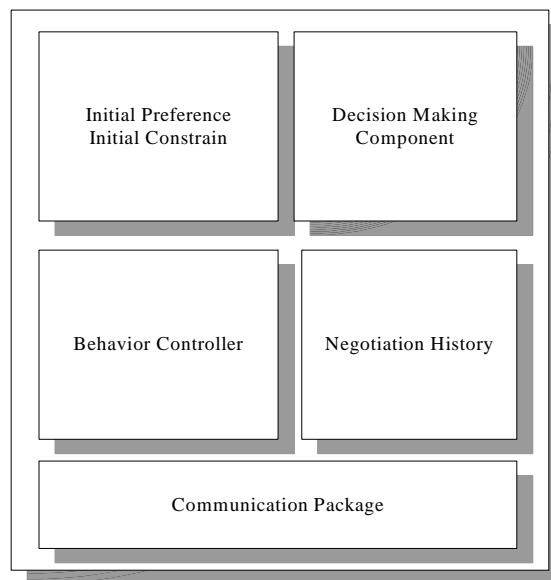 Initial Preference
Initial Constrain
Decision Making
Component
Behavior Controller
Negotiation History
Communication Package